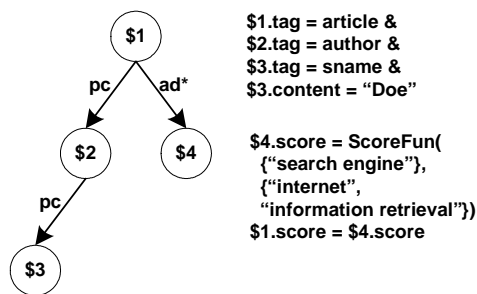 $1
pc
ad*
$2
$4
pc
$3
$1.tag = article &
$2.tag = author &
$3.tag = sname &
$3.content = “Doe”
$4.score = ScoreFun(
{“search engine”},
{“internet”,
“information retrieval”})
$1.score = $4.score